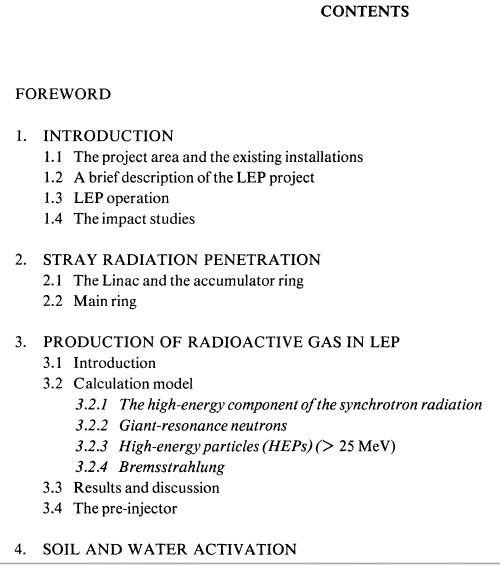 CONTENTS
FOREWORD
1. INTRODUCTION
1.1 The project area and the existing installations
1.2 A brief description of the LEP project
1.3 LEP operation
1.4 The impact studies
2. STRAY RADIATION PENETRATION
2.1 The Linac and the accumulator ring
2.2 Main ring
3. PRODUCTION OF RADIOACTIVE GAS IN LEP
3.1 Introduction
3.2 Calculation model
3.2.1 The high-energy component of the synchrotron radiation
3.2.2 Giant-resonance neutrons
3.2.3 High-energy particles (HEPs) (> 25 MeV)
3.2.4 Bremsstrahlung
3.3 Results and discussion
3.4 The pre-injector
4. SOIL AND WATER ACTIVATION